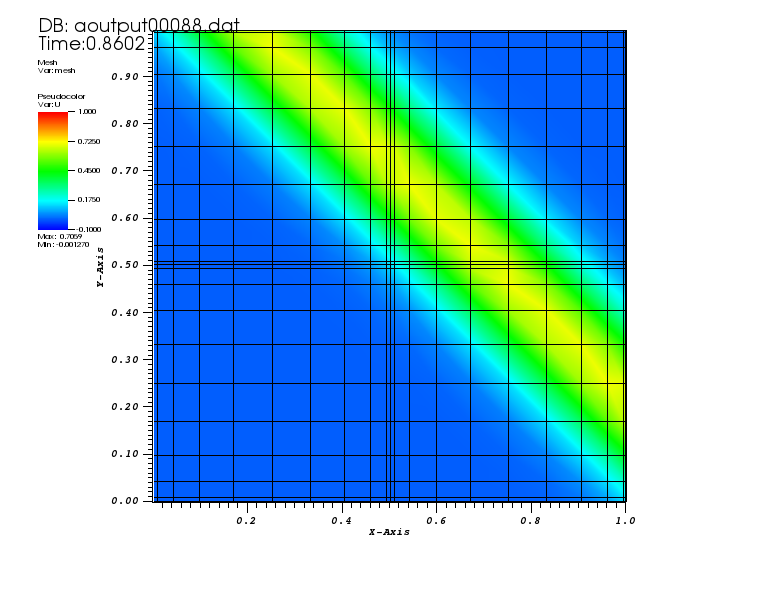 DB: aoutput00088.dat
Time:0.8602
Mesh
Var: mesh
Pseudocolor
Var: U
1.000
0.7250
0.4500
0.1750
-0.1000
Max: 0.7059
Min: -0.001270
Y-Axis
0.90
0.80
0.70
0.60
0.50
0.40
0.30
0.20
0.10
0.00
0.2
0.4
0.6
0.8
1.0
X-Axis